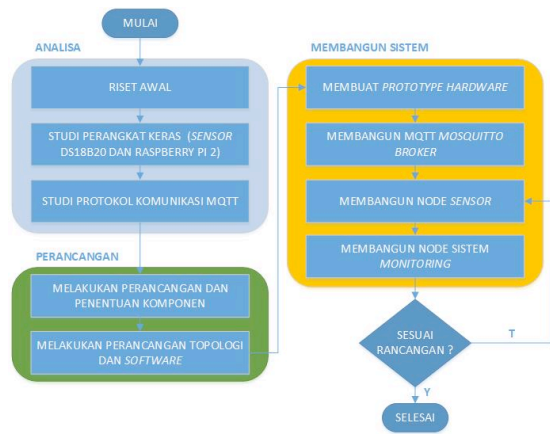 MULAI
ANALISA
RISET AWAL
STUDI PERANGKAT KERAS (SENSOR
DS18B20 DAN RASPBERRY PI 2)
STUDI PROTOKOL KOMUNIKASI MQTT
PERANCANGAN
MELAKUKAN PERANCANGAN DAN
PENENTUAN KOMPONEN
MELAKUKAN PERANCANGAN TOPOLOGI
DAN SOFTWARE
MEMBANGUN SISTEM
MEMBUAT PROTOTYPE HARDWARE
MEMBANGUN MQTT MOSQUITTO
BROKER
MEMBANGUN NODE SENSOR
MEMBANGUN NODE SISTEM
MONITORING
SESUAI
RANCANGAN ?
T
Y
SELESAI